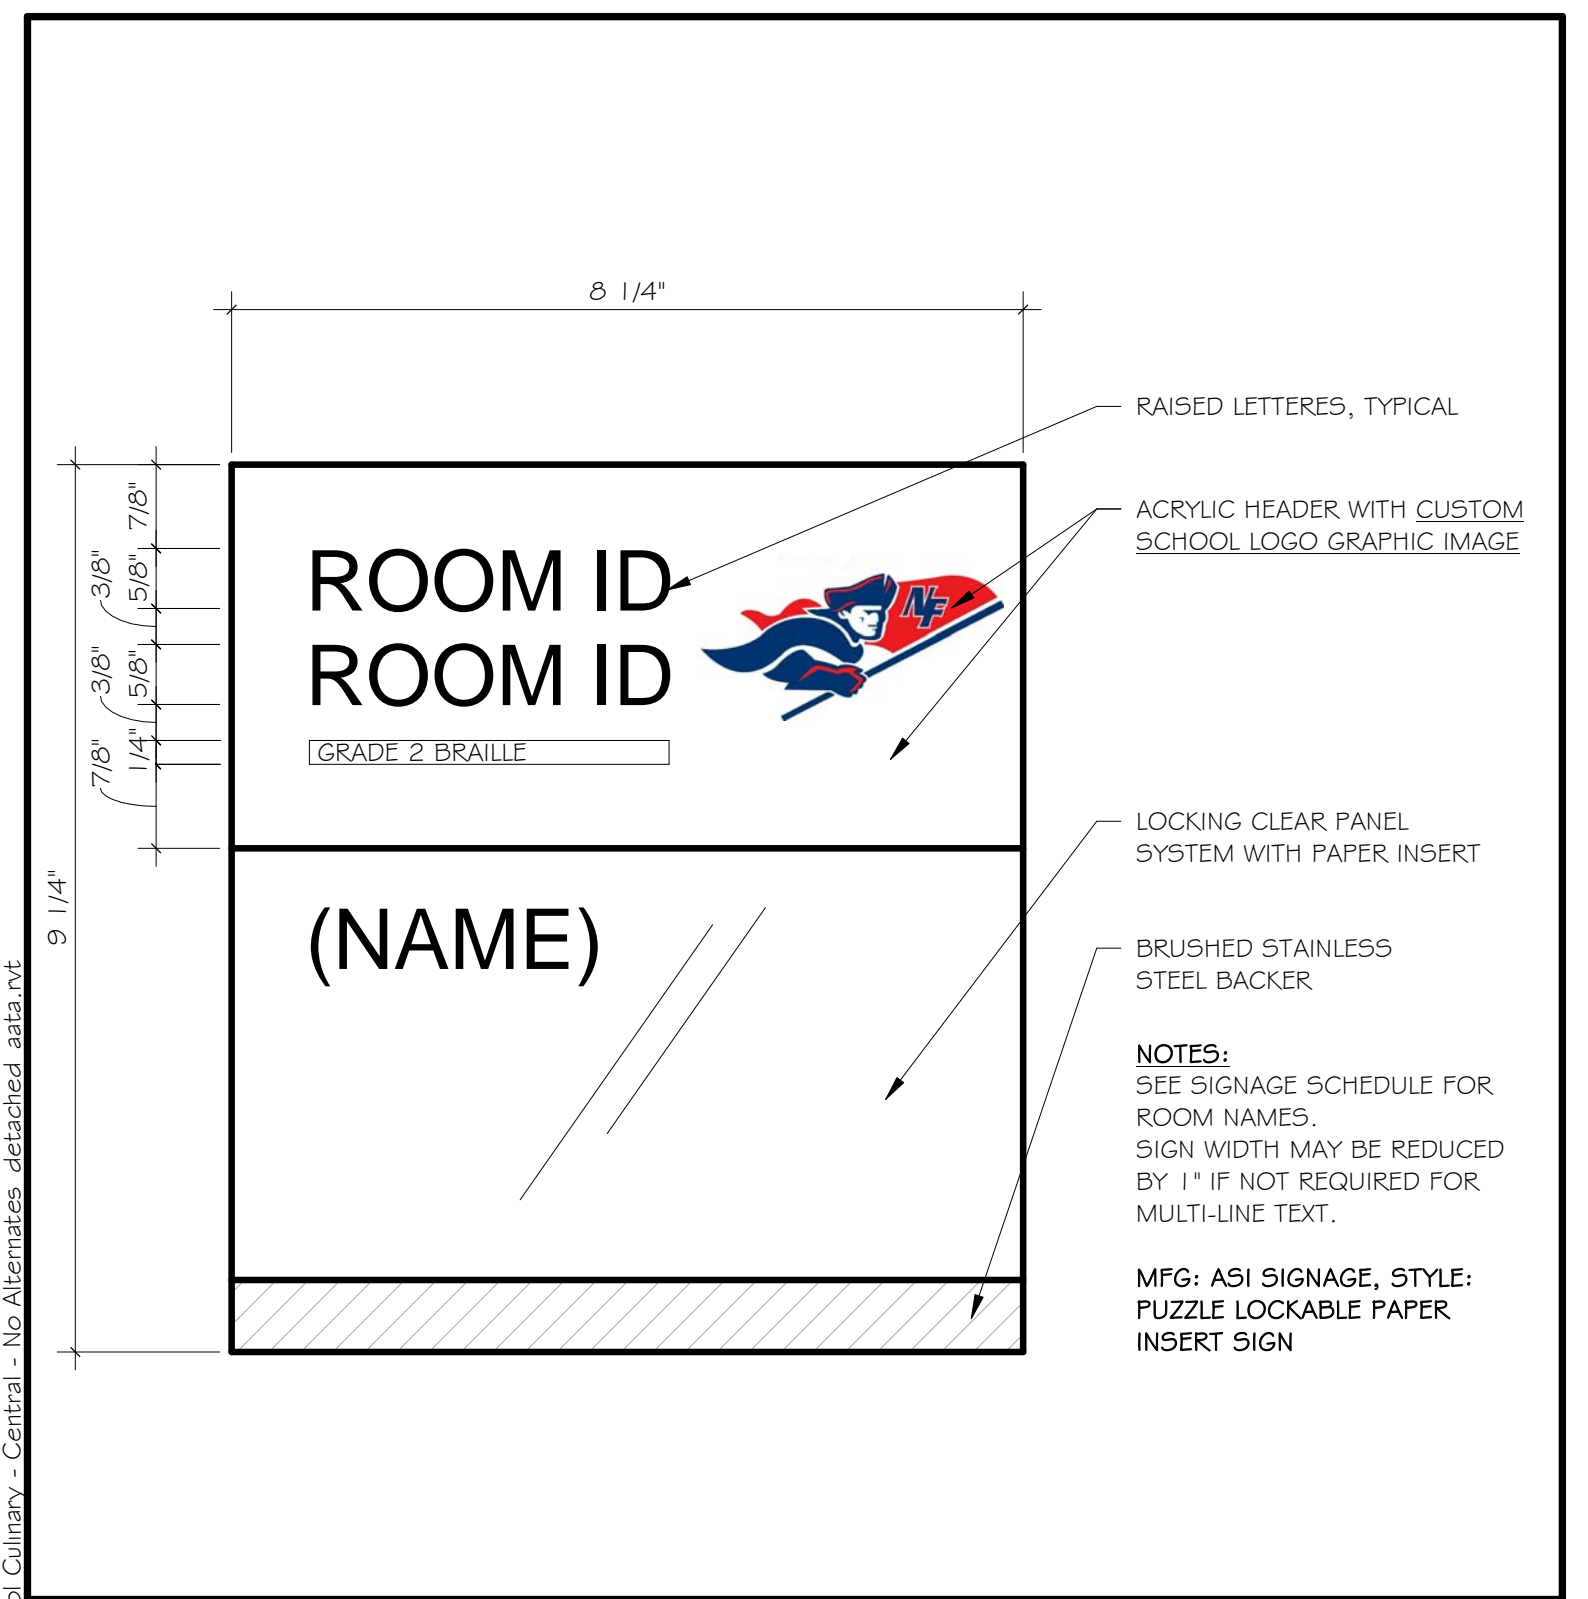 8 1/4"
RAISED LETTERES, TYPICAL
ACRYLIC HEADER WITH CUSTOM
SCHOOL LOGO GRAPHIC IMAGE
7/8"
5/8"
3/8"
5/8"
3/8"
1/4"
7/8"
9 1/4"
ROOM ID
ROOM ID
NF
GRADE 2 BRAILLE
LOCKING CLEAR PANEL
SYSTEM WITH PAPER INSERT
(NAME)
BRUSHED STAINLESS
STEEL BACKER
NOTES:
SEE SIGNAGE SCHEDULE FOR
ROOM NAMES.
SIGN WIDTH MAY BE REDUCED
BY 1" IF NOT REQUIRED FOR
MULTI-LINE TEXT.
MFG: ASI SIGNAGE, STYLE:
PUZZLE LOCKABLE PAPER
INSERT SIGN
Culinary - Central - No Alternates_detached_aata.rvt